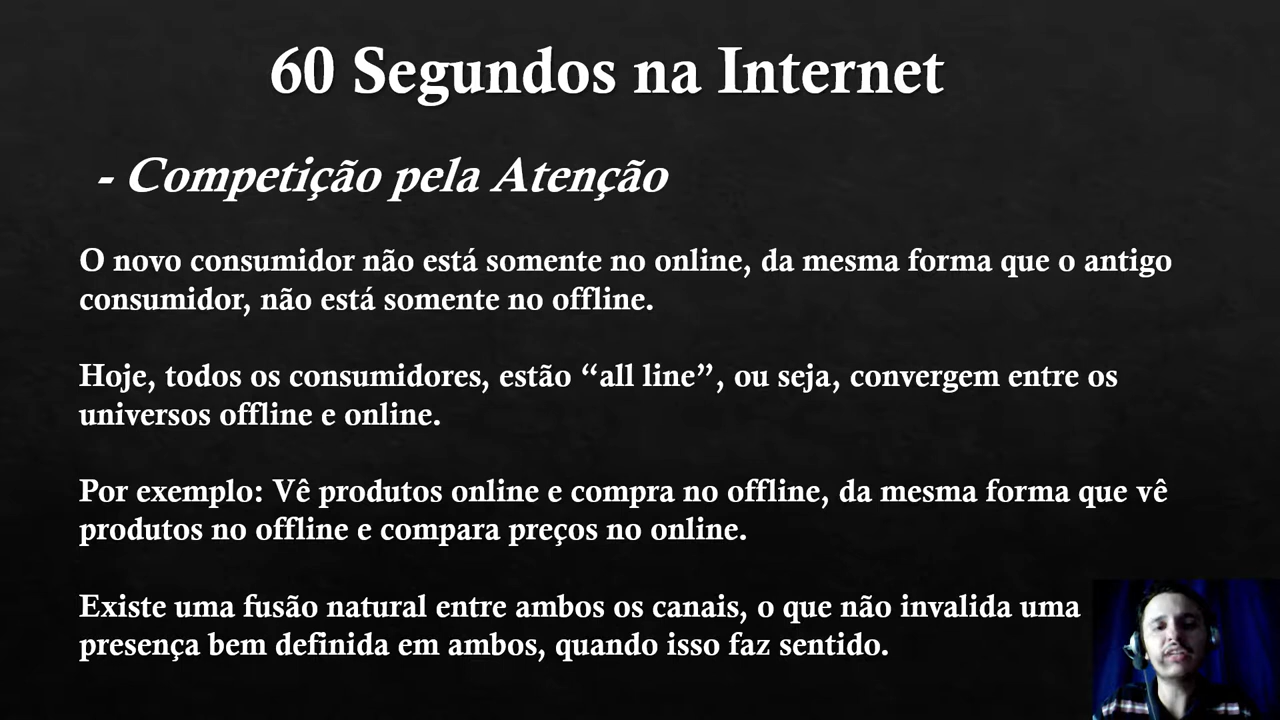 60 Segundos na Internet
- Competição pela Atenção
O novo consumidor não está somente no online, da mesma forma que o antigo
consumidor, não está somente no offline.
Hoje, todos os consumidores, estão “all line”, ou seja, convergem entre os
universos offline e online.
Por exemplo: Vê produtos online e compra no offline, da mesma forma que vê
produtos no offline e compara preços no online.
Existe uma fusão natural entre ambos os canais, o que não invalida uma
presença bem definida em ambos, quando isso faz sentido.